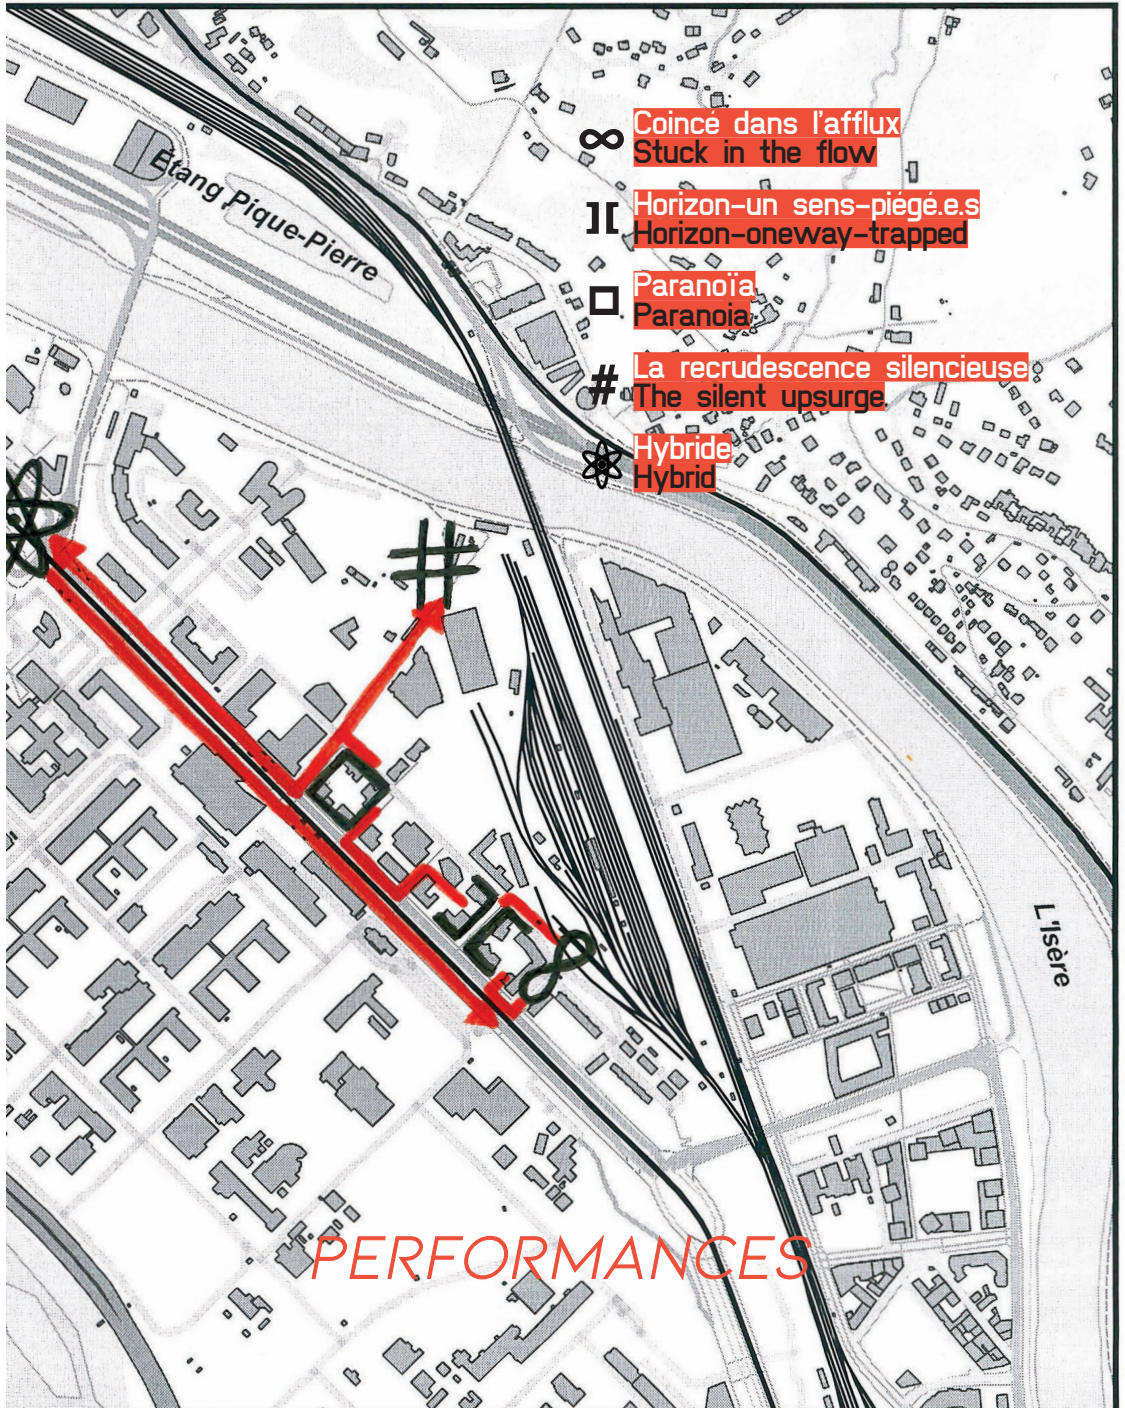 ∞ Coincé dans l'afflux
Stuck in the flow
][ Horizon-un sens-piégé.e.s
Horizon-oneway-trapped
□ Paranoïa
Paranoia
# La recrudescence silencieuse
The silent upsurge
Hybride
Hybrid
Étang Pique-Pierre
#
][
∞
L'Isère
PERFORMANCES